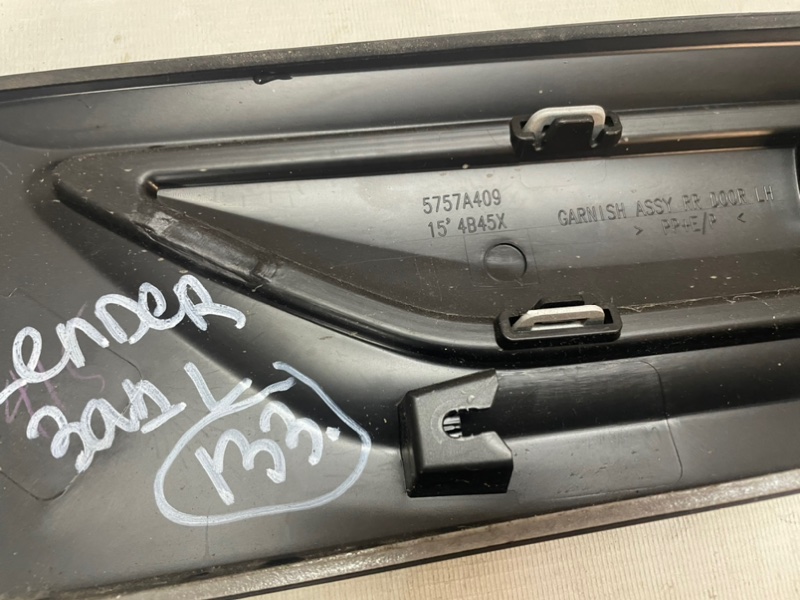 5757A409
15' 4B45X
GARNISH ASSY RR DOOR LH
> PP+E/P <
ENDER
зад L
133.